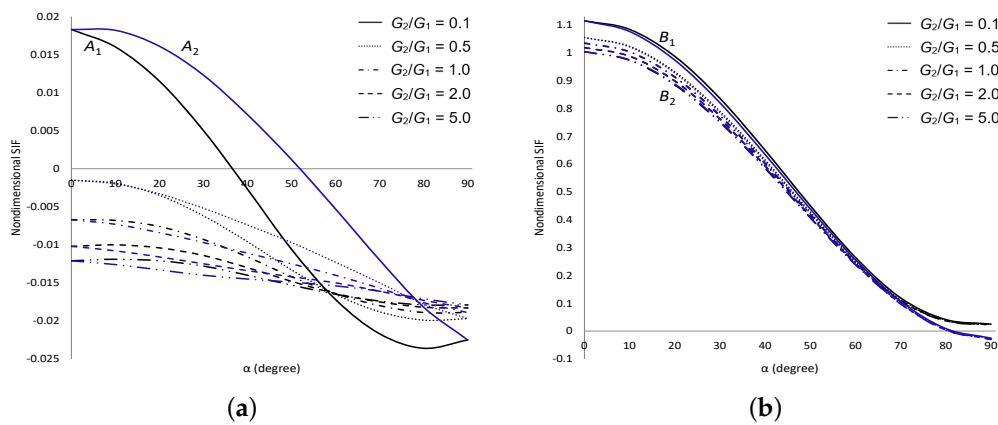 0.02
0.015
0.01
0.005
0
-0.005
-0.01
-0.015
-0.02
-0.025
Nondimensional SIF
A1
A2
G2/G1 = 0.1
G2/G1 = 0.5
G2/G1 = 1.0
G2/G1 = 2.0
G2/G1 = 5.0
0 10 20 30 40 50 60 70 80 90
α (degree)
(a)
1.1
1
0.9
0.8
0.7
0.6
0.5
0.4
0.3
0.2
0.1
0
-0.1
Nondimensional SIF
B1
B2
G2/G1 = 0.1
G2/G1 = 0.5
G2/G1 = 1.0
G2/G1 = 2.0
G2/G1 = 5.0
0 10 20 30 40 50 60 70 80 90
α (degree)
(b)